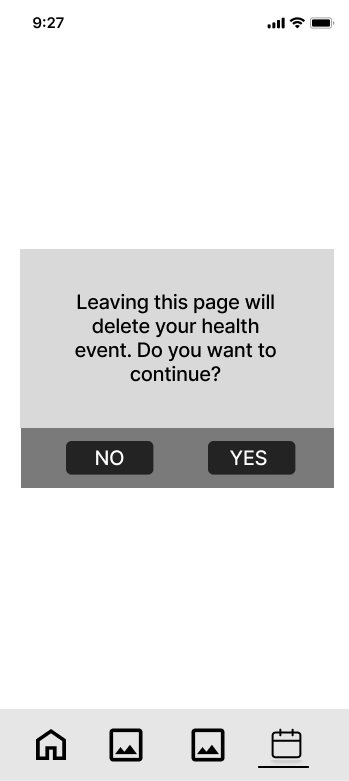 9:27
Leaving this page will
delete your health
event. Do you want to
continue?
NO YES